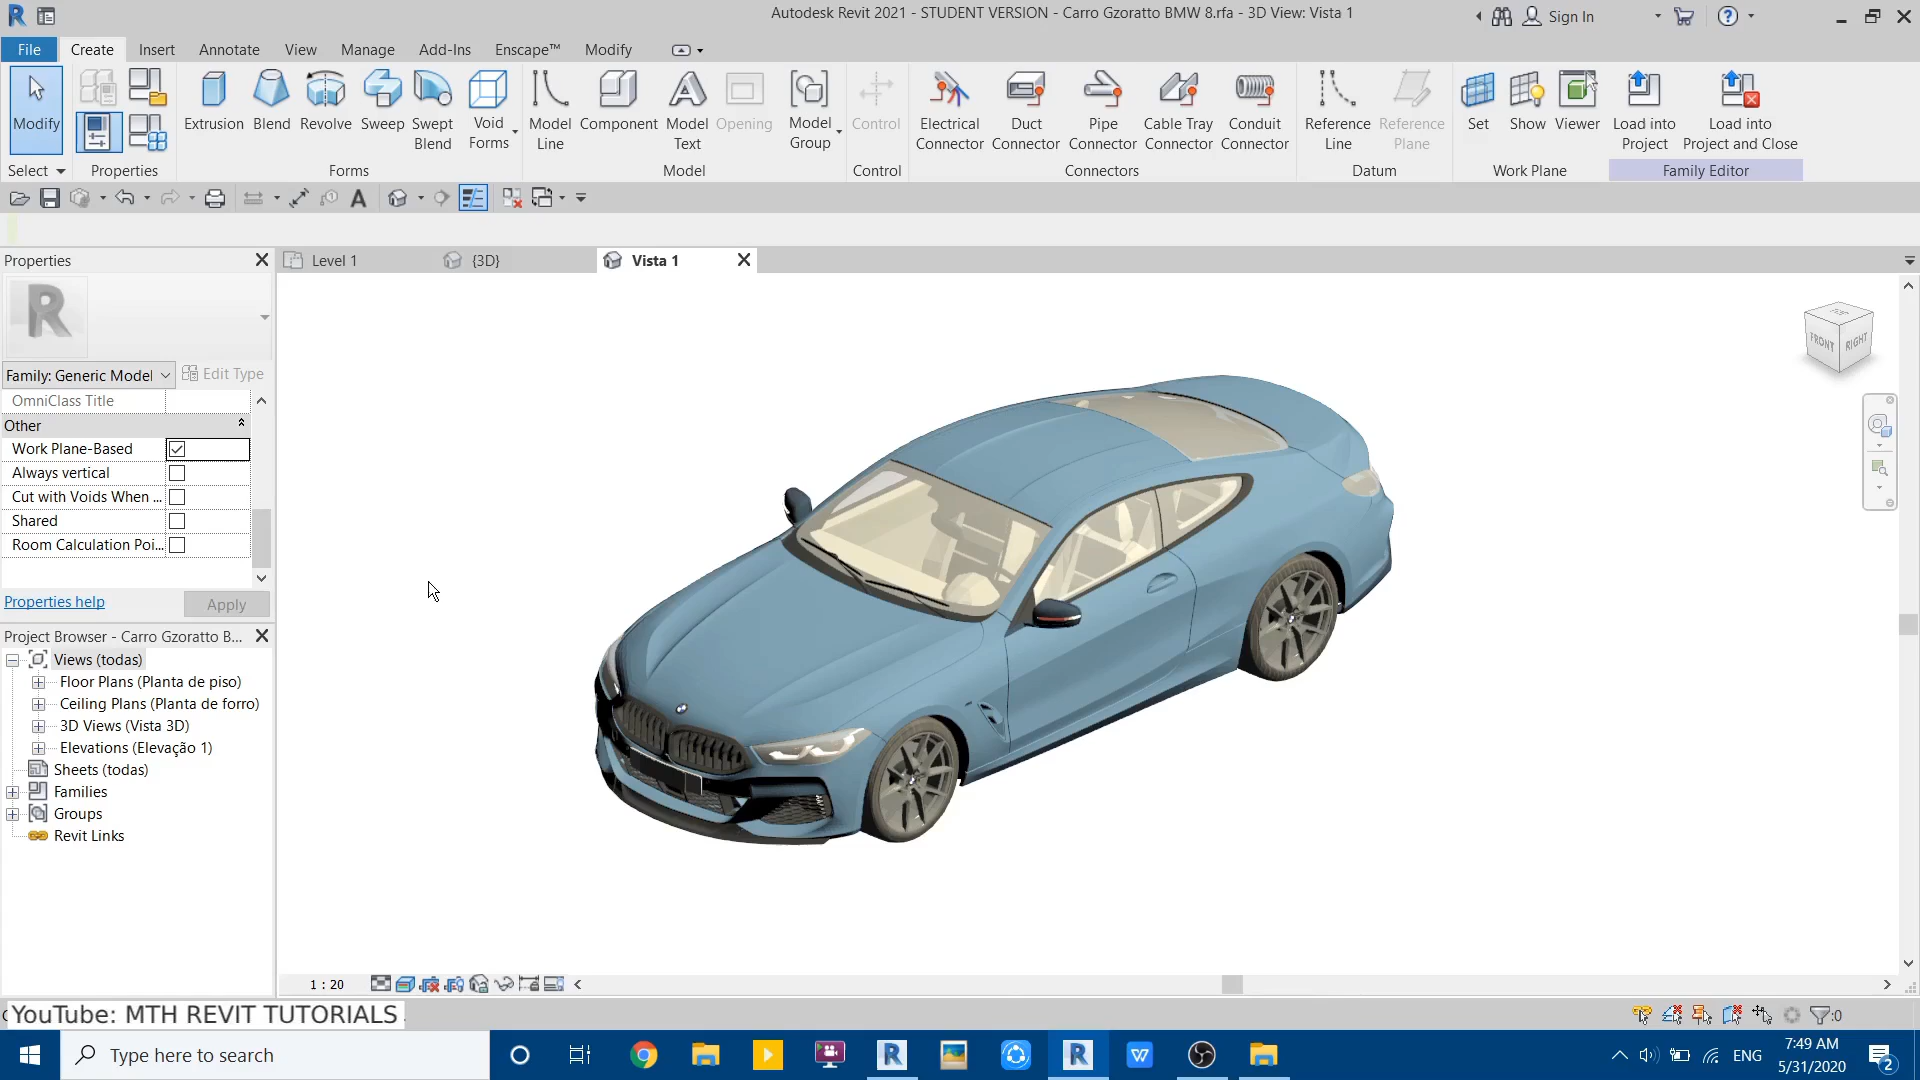 Autodesk Revit 2021 - STUDENT VERSION - Carro Gzoratto BMW 8.rfa - 3D View: Vista 1
Sign In
File Create Insert Annotate View Manage Add-Ins Enscape™ Modify
Modify
Extrusion Blend Revolve Sweep Swept Blend Void Forms
Model Line Component Model Text Opening Model Group
Control
Electrical Connector Duct Connector Pipe Connector Cable Tray Connector Conduit Connector
Reference Line Reference Plane
Set Show Viewer
Load into Project Load into Project and Close
Select Properties Forms Model Control Connectors Datum Work Plane Family Editor
Properties
Level 1 {3D} Vista 1
R
FRONT RIGHT
Family: Generic Model Edit Type
OmniClass Title
Other
Work Plane-Based
Always vertical
Cut with Voids When ...
Shared
Room Calculation Poi...
Properties help Apply
Project Browser - Carro Gzoratto B...
Views (todas)
Floor Plans (Planta de piso)
Ceiling Plans (Planta de forro)
3D Views (Vista 3D)
Elevations (Elevação 1)
Sheets (todas)
Families
Groups
Revit Links
1 : 20
YouTube: MTH REVIT TUTORIALS
:0
Type here to search
ENG
7:49 AM
5/31/2020
2